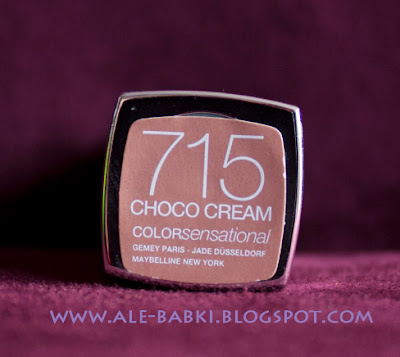 715
CHOCO CREAM
COLORsensational
GEMEY PARIS - JADE DÜSSELDORF
MAYBELLINE NEW YORK
WWW.ALE-BABKI.BLOGSPOT.COM